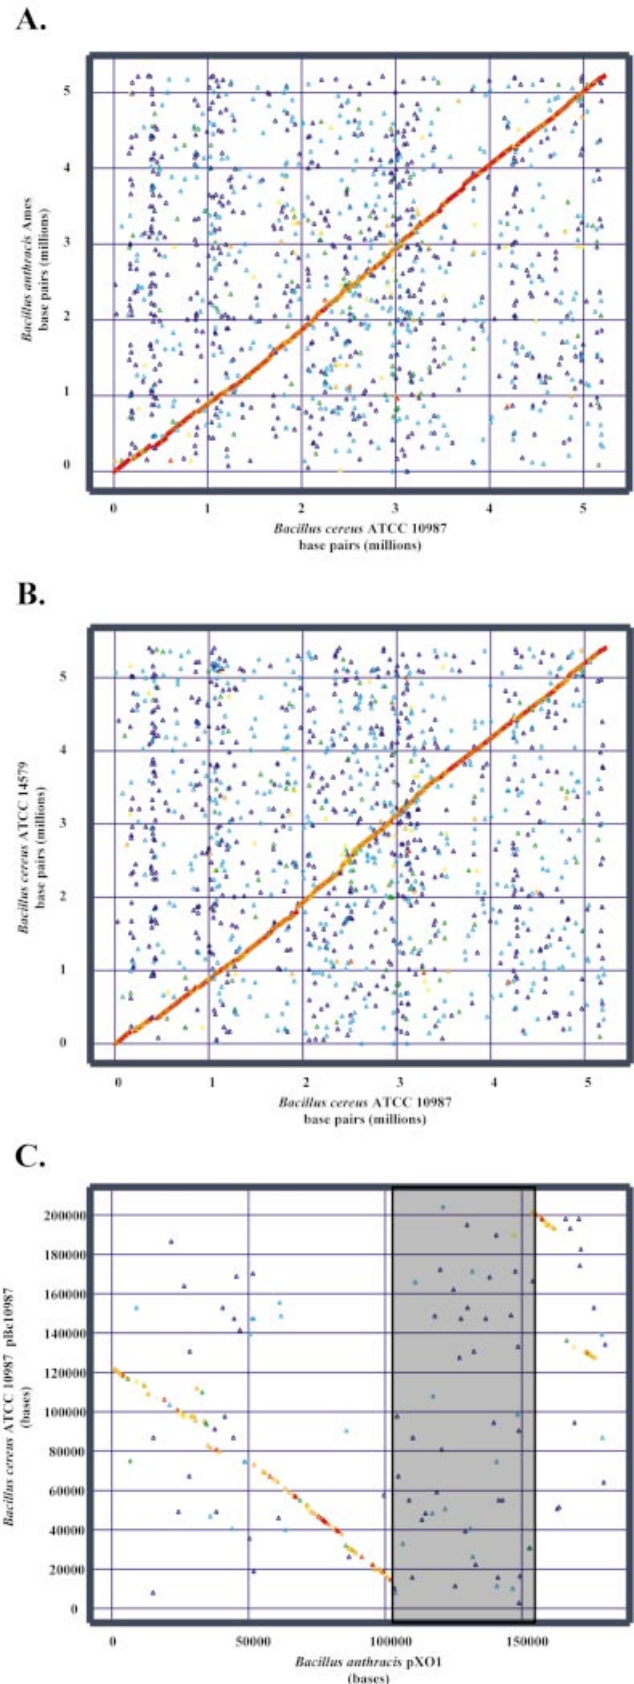 A.
5
4
3
2
1
0
Bacillus anthracis Ames
base pairs (millions)
0 1 2 3 4 5
Bacillus cereus ATCC 10987
base pairs (millions)
B.
5
4
3
2
1
0
Bacillus cereus ATCC 14579
base pairs (millions)
0 1 2 3 4 5
Bacillus cereus ATCC 10987
base pairs (millions)
C.
200000
180000
160000
140000
120000
100000
80000
60000
40000
20000
0
Bacillus cereus ATCC 10987 pBc10987
(bases)
0 50000 100000 150000
Bacillus anthracis pXO1
(bases)